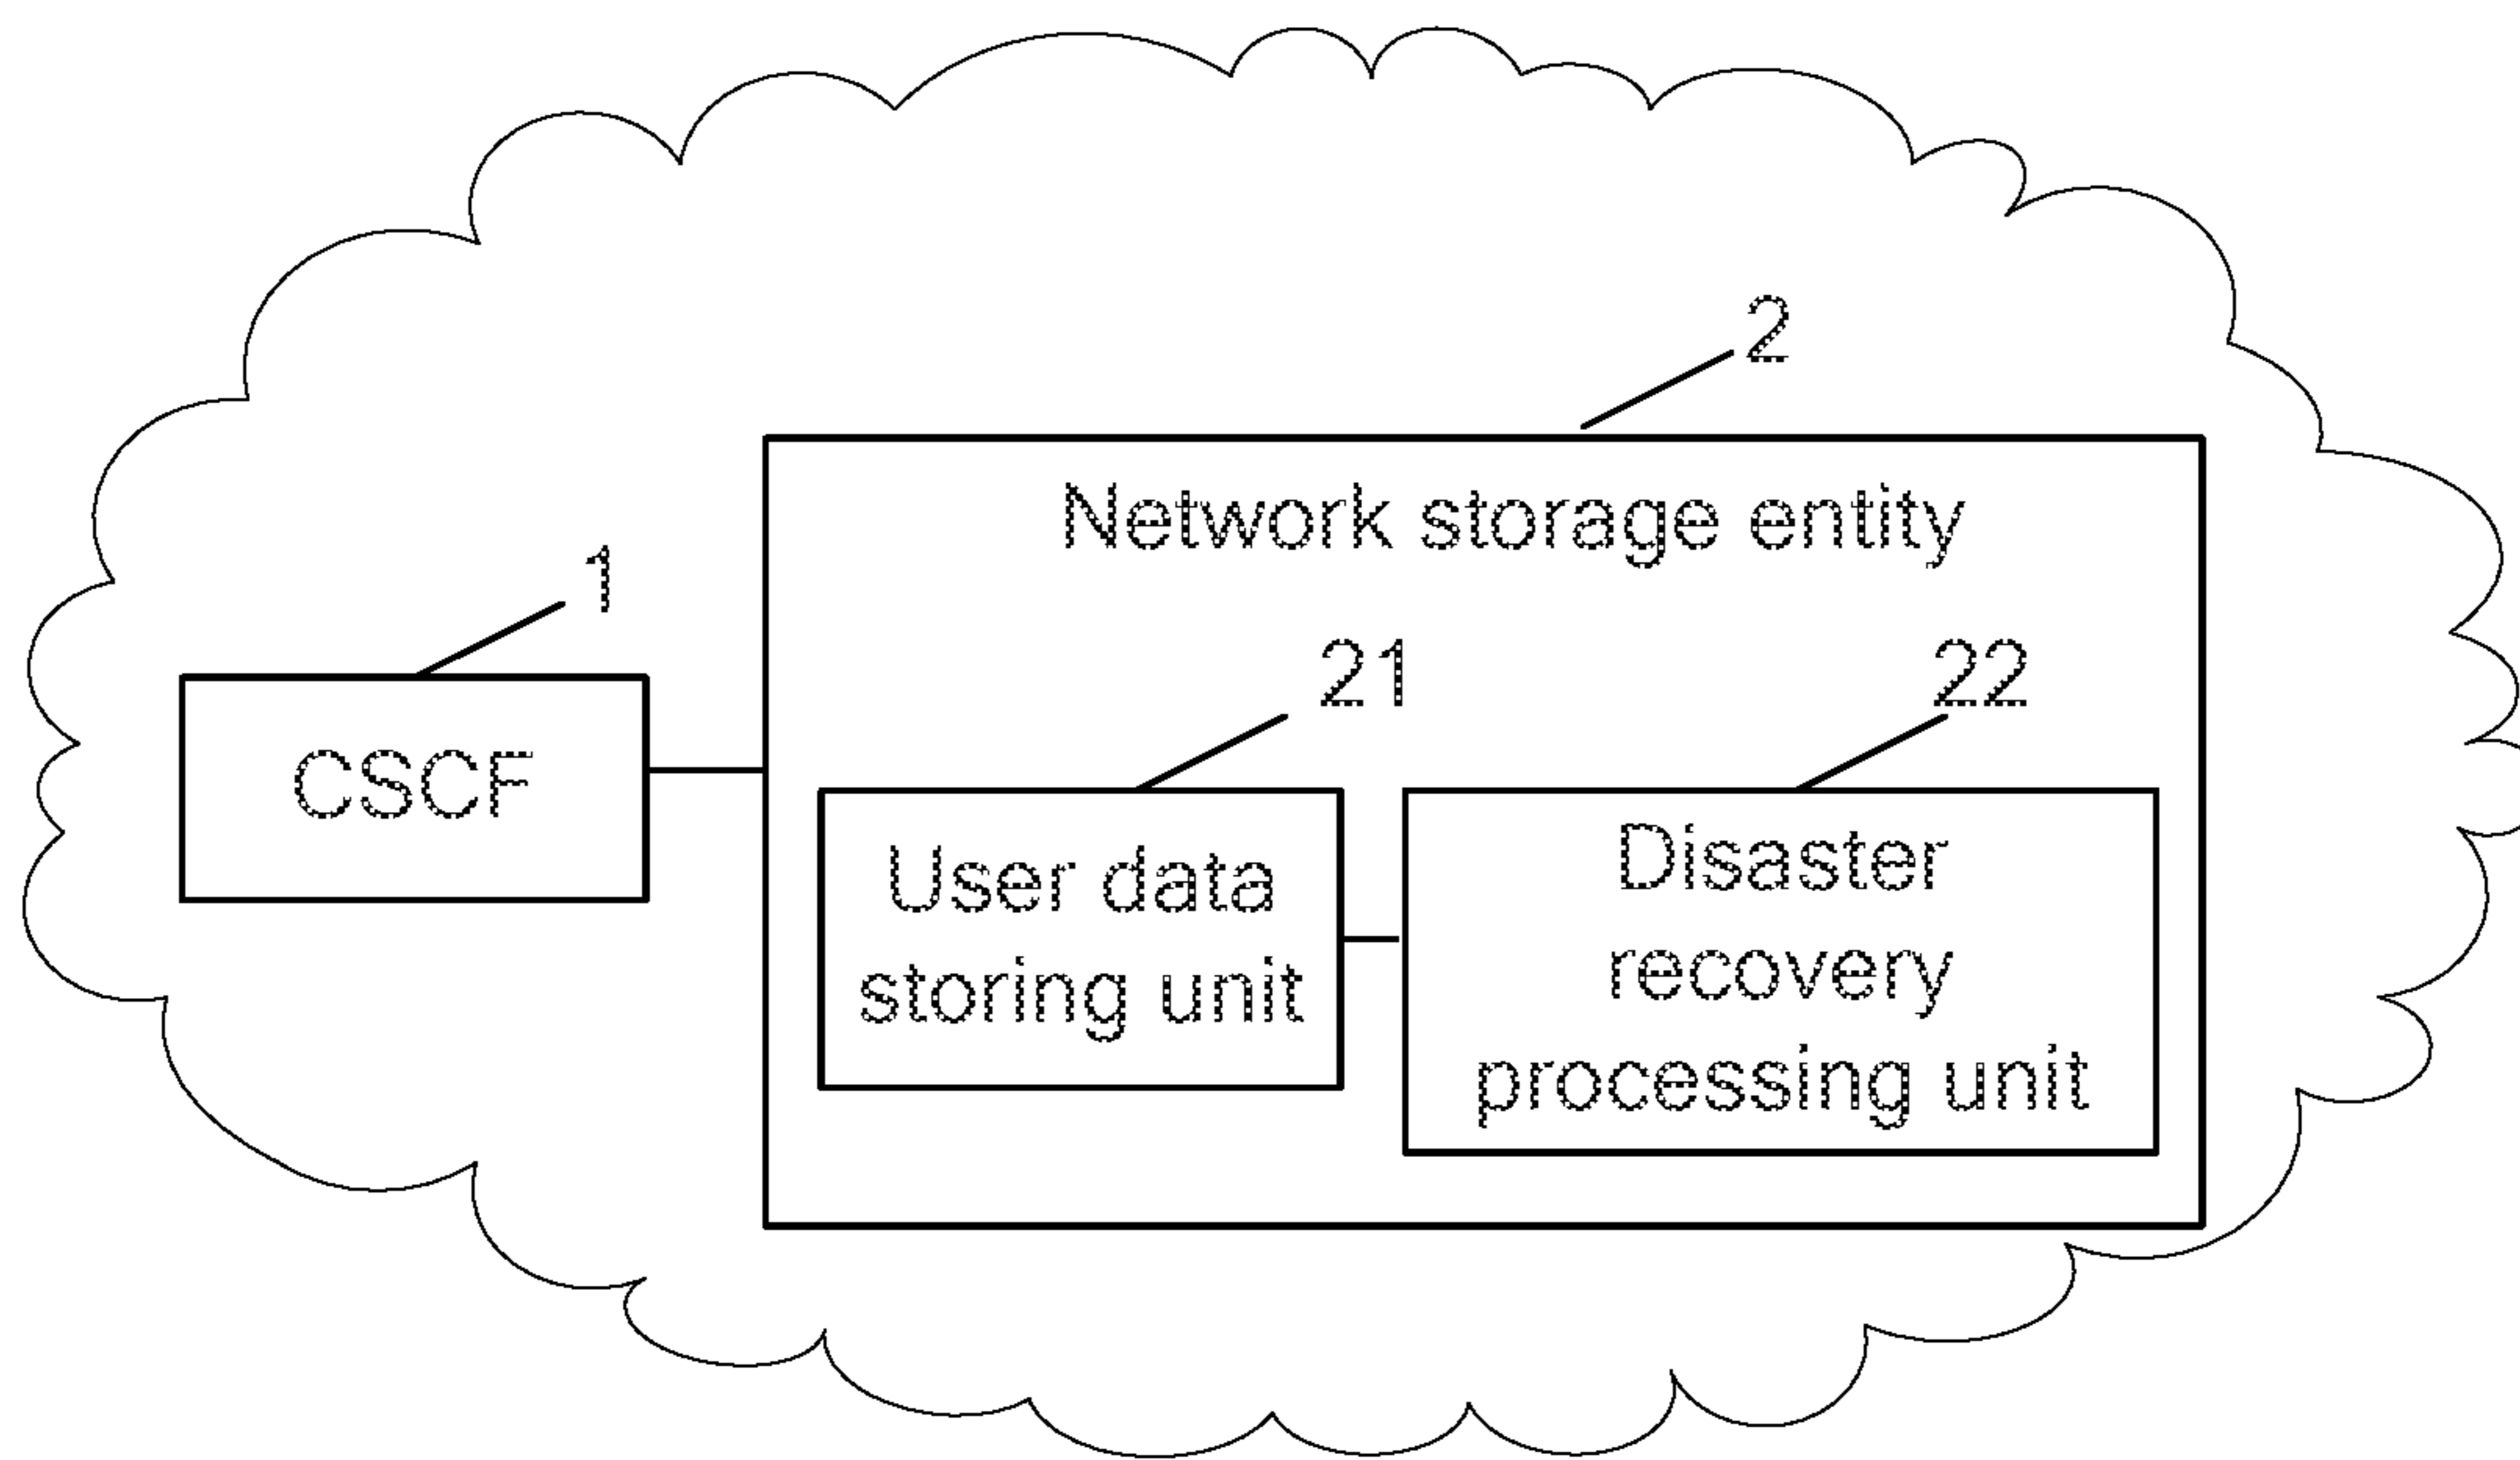 2
Network storage entity
1
21
22
CSCF
User data
storing unit
Disaster
recovery
processing unit